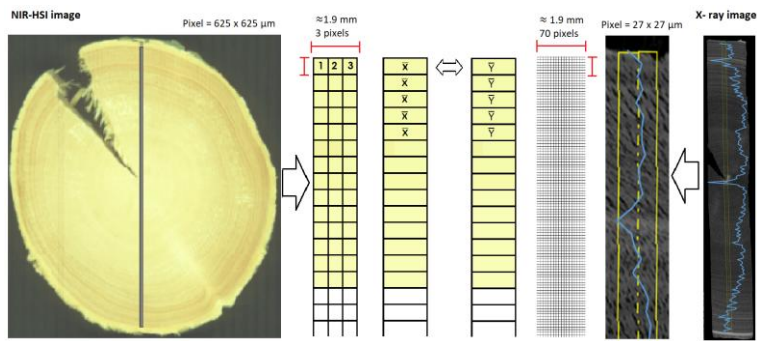 NIR-HSI image
Pixel = 625 x 625 µm
≈1.9 mm
3 pixels
≈ 1.9 mm
70 pixels
Pixel = 27 x 27 µm
X- ray image
1 2 3
x̄ ȳ
x̄ ȳ
x̄ ȳ
x̄ ȳ
x̄ ȳ